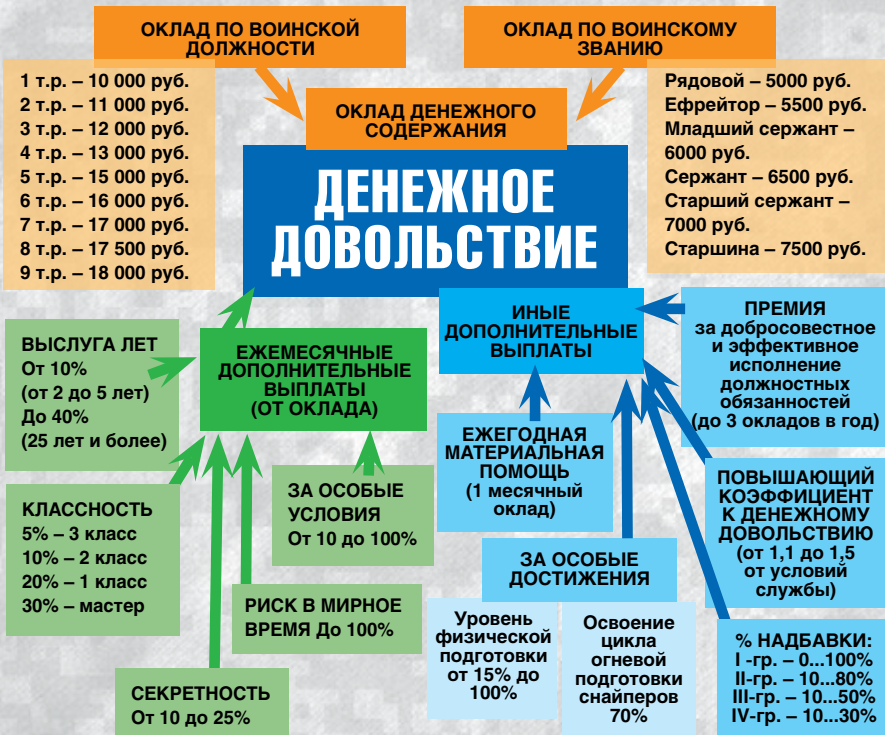 ОКЛАД ПО ВОИНСКОЙ
ДОЛЖНОСТИ
ОКЛАД ПО ВОИНСКОМУ
ЗВАНИЮ
1 т.р. – 10 000 руб.
2 т.р. – 11 000 руб.
3 т.р. – 12 000 руб.
4 т.р. – 13 000 руб.
5 т.р. – 15 000 руб.
6 т.р. – 16 000 руб.
7 т.р. – 17 000 руб.
8 т.р. – 17 500 руб.
9 т.р. – 18 000 руб.
ОКЛАД ДЕНЕЖНОГО
СОДЕРЖАНИЯ
Рядовой – 5000 руб.
Ефрейтор – 5500 руб.
Младший сержант –
6000 руб.
Сержант – 6500 руб.
Старший сержант –
7000 руб.
Старшина – 7500 руб.
ДЕНЕЖНОЕ
ДОВОЛЬСТВИЕ
ВЫСЛУГА ЛЕТ
От 10%
(от 2 до 5 лет)
До 40%
(25 лет и более)
ЕЖЕМЕСЯЧНЫЕ
ДОПОЛНИТЕЛЬНЫЕ
ВЫПЛАТЫ
(ОТ ОКЛАДА)
ИНЫЕ
ДОПОЛНИТЕЛЬНЫЕ
ВЫПЛАТЫ
ПРЕМИЯ
за добросовестное
и эффективное
исполнение
должностных
обязанностей
(до 3 окладов в год)
КЛАССНОСТЬ
5% – 3 класс
10% – 2 класс
20% – 1 класс
30% – мастер
ЗА ОСОБЫЕ
УСЛОВИЯ
От 10 до 100%
ЕЖЕГОДНАЯ
МАТЕРИАЛЬНАЯ
ПОМОЩЬ
(1 месячный
оклад)
ПОВЫШАЮЩИЙ
КОЭФФИЦИЕНТ
К ДЕНЕЖНОМУ
ДОВОЛЬСТВИЮ
(от 1,1 до 1,5
от условий
службы)
РИСК В МИРНОЕ
ВРЕМЯ До 100%
СЕКРЕТНОСТЬ
От 10 до 25%
ЗА ОСОБЫЕ
ДОСТИЖЕНИЯ
Уровень
физической
подготовки
от 15% до
100%
Освоение
цикла
огневой
подготовки
снайперов
70%
% НАДБАВКИ:
I -гр. – 0...100%
II-гр. – 10...80%
III-гр. – 10...50%
IV-гр. – 10...30%